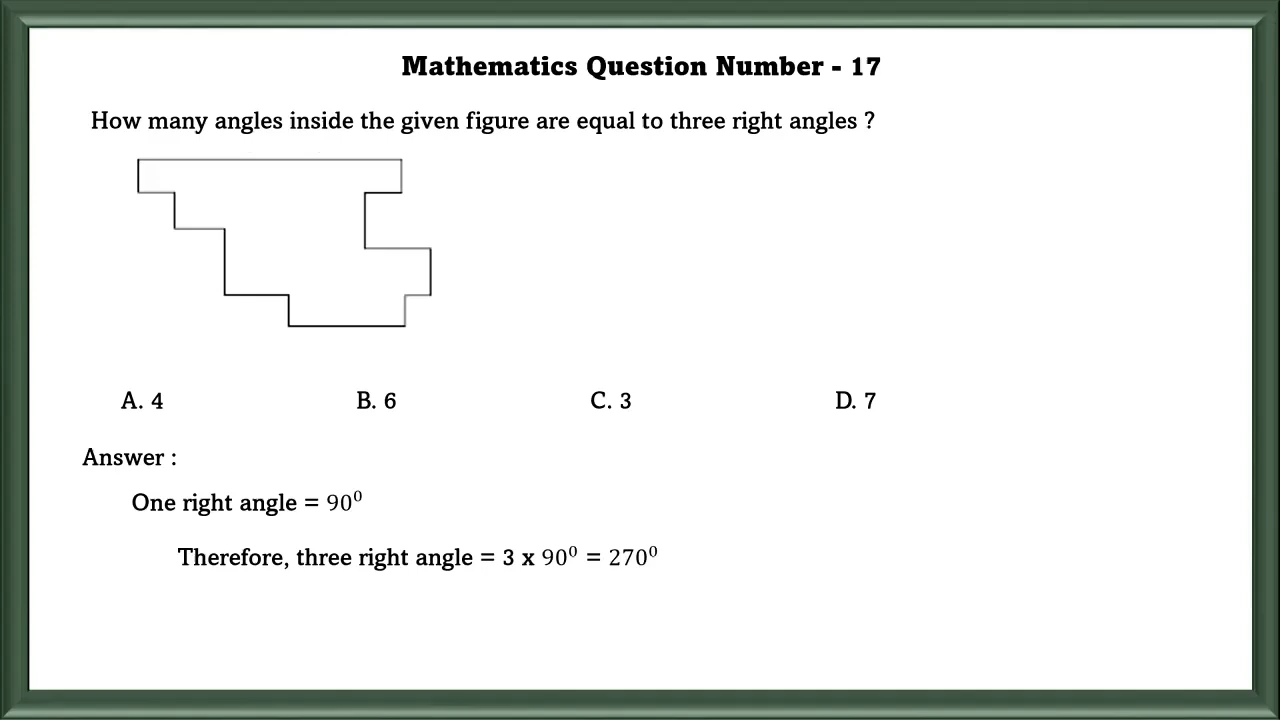 Mathematics Question Number - 17
How many angles inside the given figure are equal to three right angles ?
A. 4 B. 6 C. 3 D. 7
Answer :
One right angle = 90⁰
Therefore, three right angle = 3 x 90⁰ = 270⁰